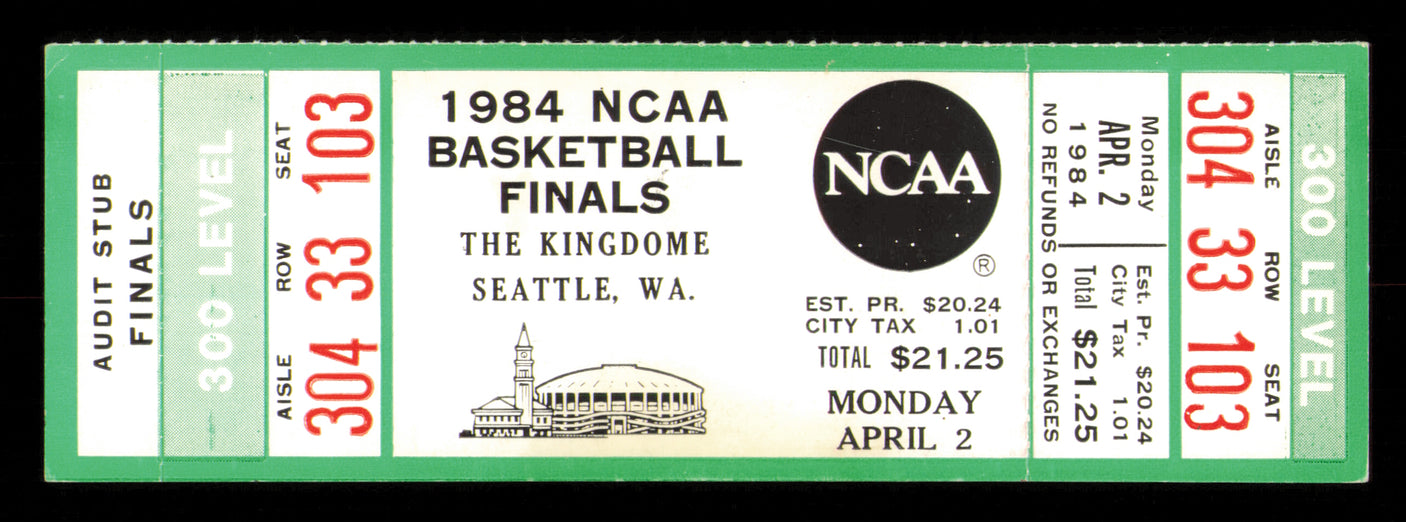 AUDIT STUB
FINALS
300 LEVEL
AISLE ROW SEAT
304 33 103
1984 NCAA
BASKETBALL
FINALS
THE KINGDOME
SEATTLE, WA.
NCAA
®
EST. PR. $20.24
CITY TAX 1.01
TOTAL $21.25
MONDAY
APRIL 2
Monday
APR. 2
1984
Est. Pr. $20.24
City Tax 1.01
Total $21.25
NO REFUNDS OR EXCHANGES
300 LEVEL
AISLE ROW SEAT
304 33 103